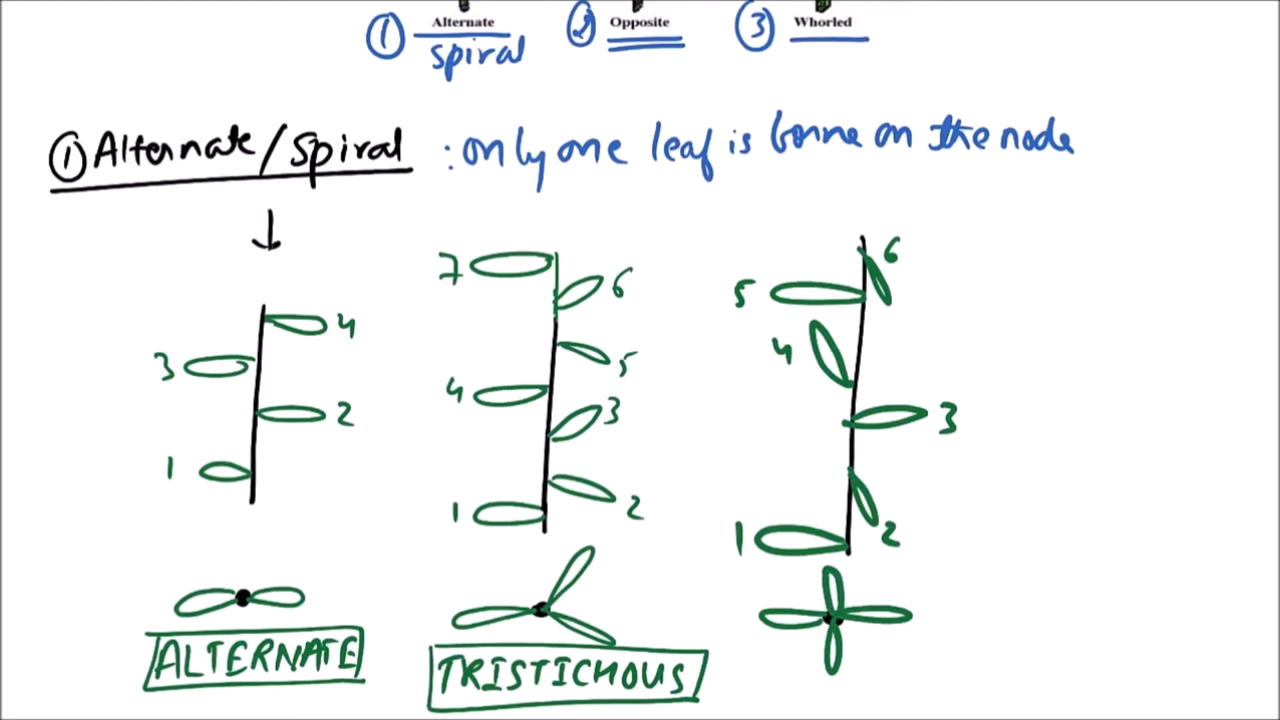 Alternate Opposite Whorled
① ② ③
spiral
① Alternate/spiral : only one leaf is borne on the node
7 6 5 4 3 2 1
4 3 2 1
6 5 4 3 2 1
ALTERNATE
TRISTICHOUS